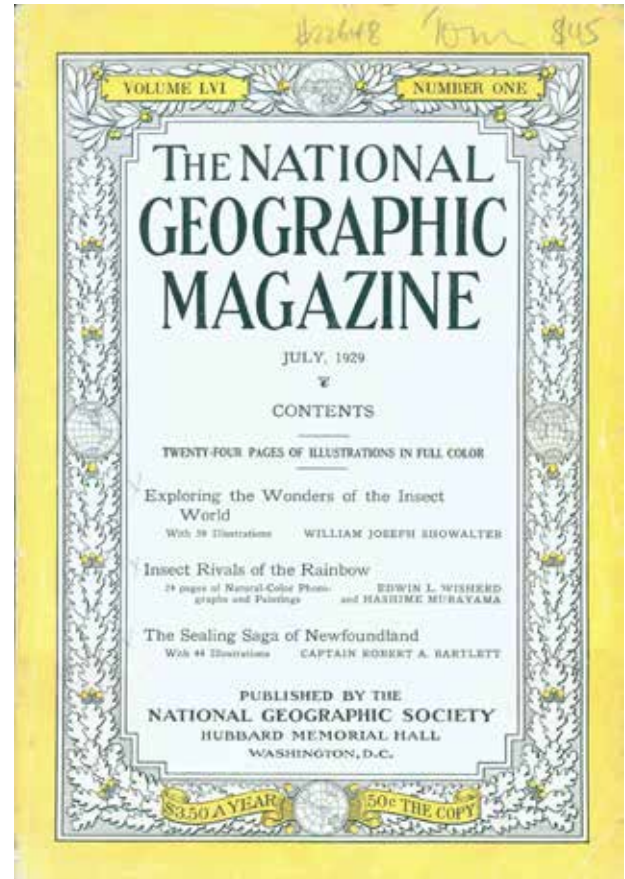 #22648 Tom $45
VOLUME LVI NUMBER ONE
THE NATIONAL
GEOGRAPHIC
MAGAZINE
JULY, 1929
CONTENTS
TWENTY-FOUR PAGES OF ILLUSTRATIONS IN FULL COLOR
Exploring the Wonders of the Insect
World
With 39 Illustrations WILLIAM JOSEPH SHOWALTER
Insect Rivals of the Rainbow
24 pages of Natural-Color Photo- EDWIN L. WISHERD
graphs and Paintings and HASHIME MURAYAMA
The Sealing Saga of Newfoundland
With 44 Illustrations CAPTAIN ROBERT A. BARTLETT
PUBLISHED BY THE
NATIONAL GEOGRAPHIC SOCIETY
HUBBARD MEMORIAL HALL
WASHINGTON, D.C.
$3.50 A YEAR 50¢ THE COPY